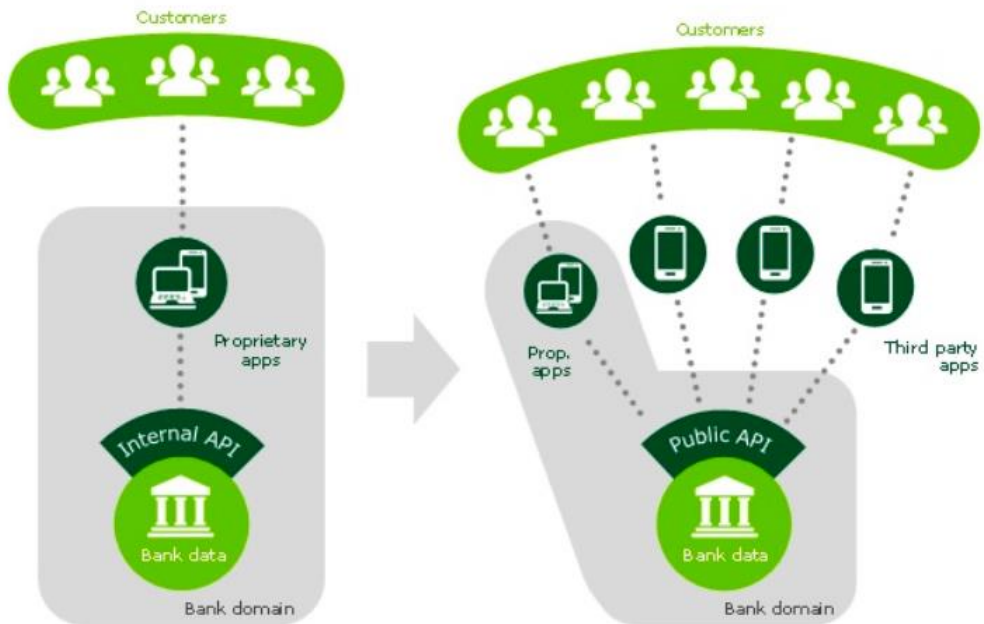 Customers
Proprietary
apps
Internal API
Bank data
Bank domain
Customers
Prop.
apps
Third party
apps
Public API
Bank data
Bank domain